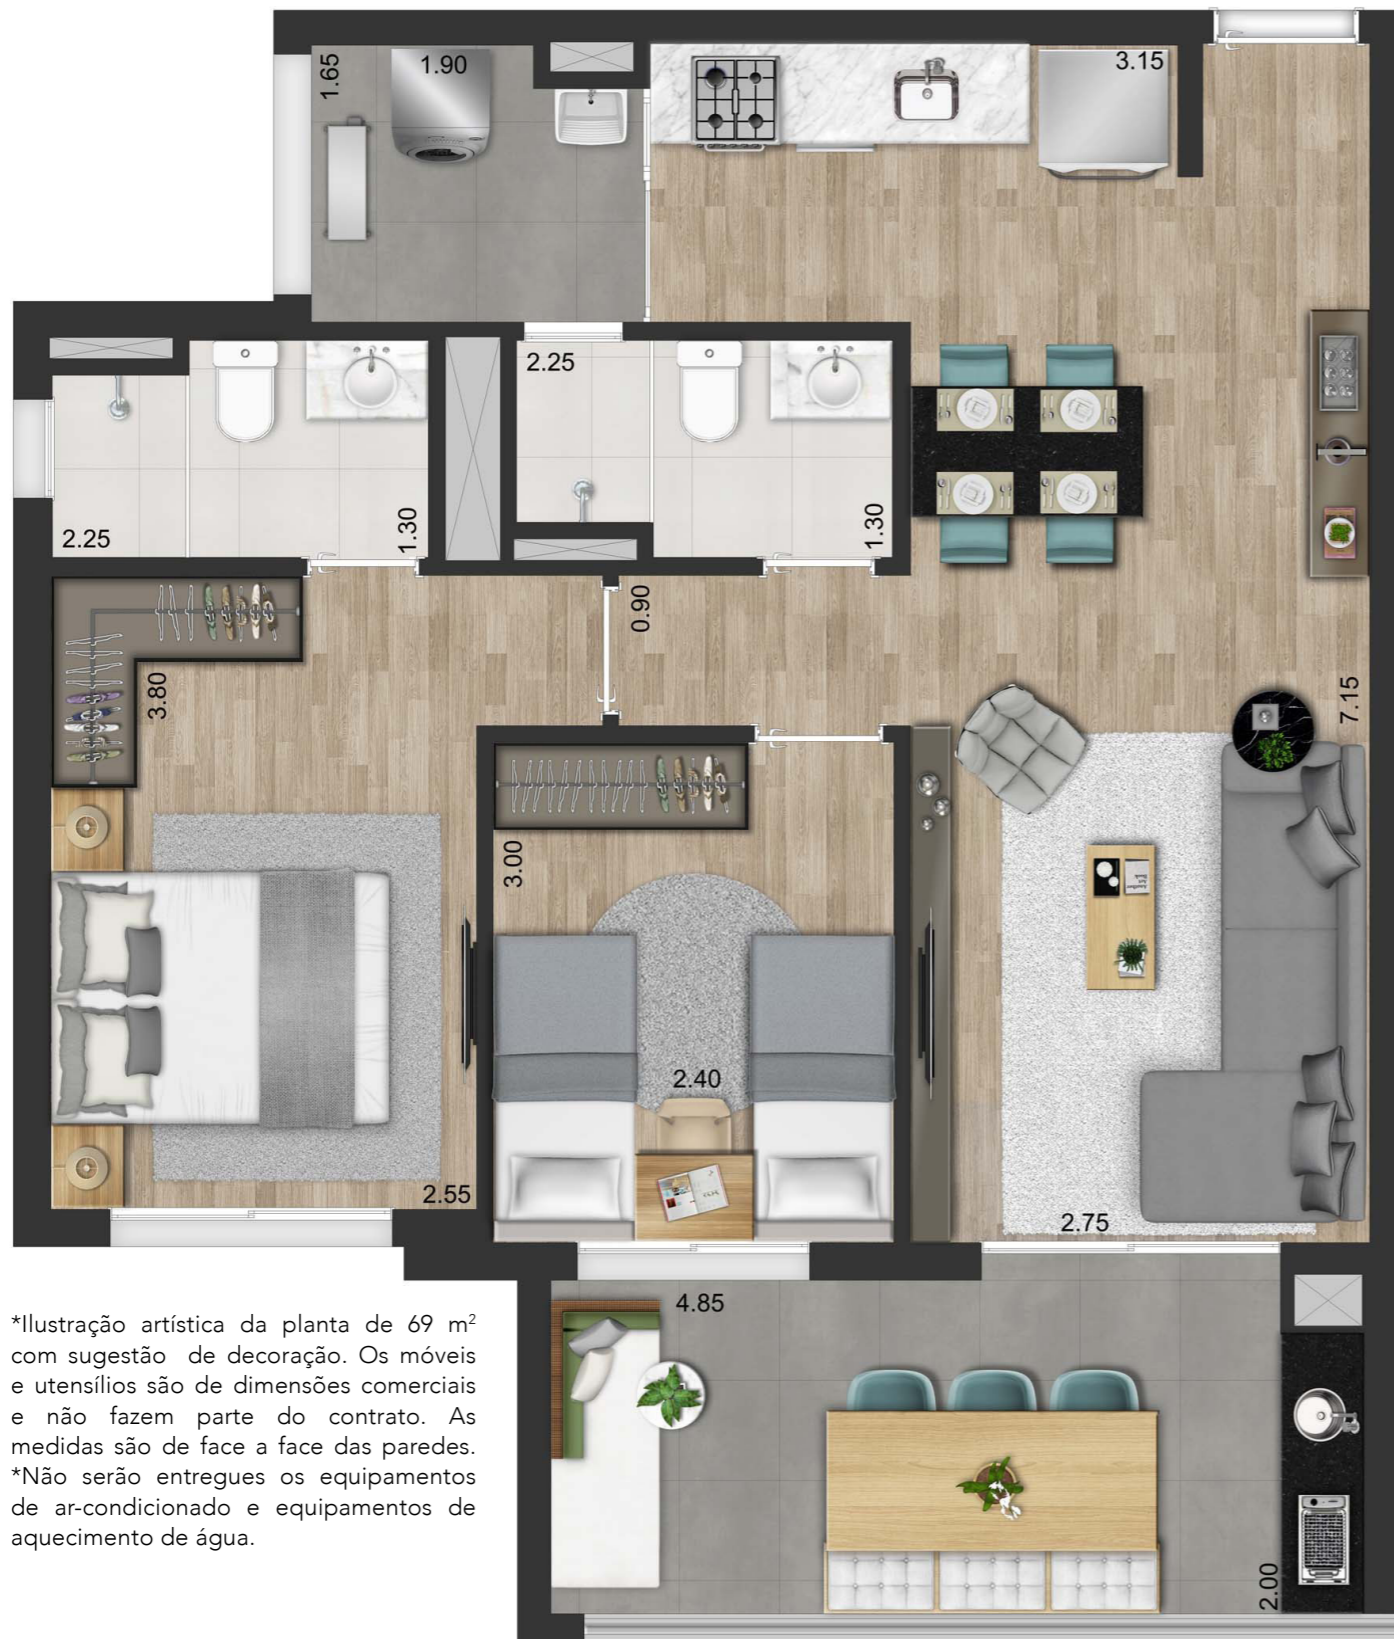 1.65
1.90
3.15
2.25
2.25
1.30
1.30
0.90
3.80
7.15
3.00
2.40
2.55
2.75
4.85
2.00
*Ilustração artística da planta de 69 m²
com sugestão de decoração. Os móveis
e utensílios são de dimensões comerciais
e não fazem parte do contrato. As
medidas são de face a face das paredes.
*Não serão entregues os equipamentos
de ar-condicionado e equipamentos de
aquecimento de água.